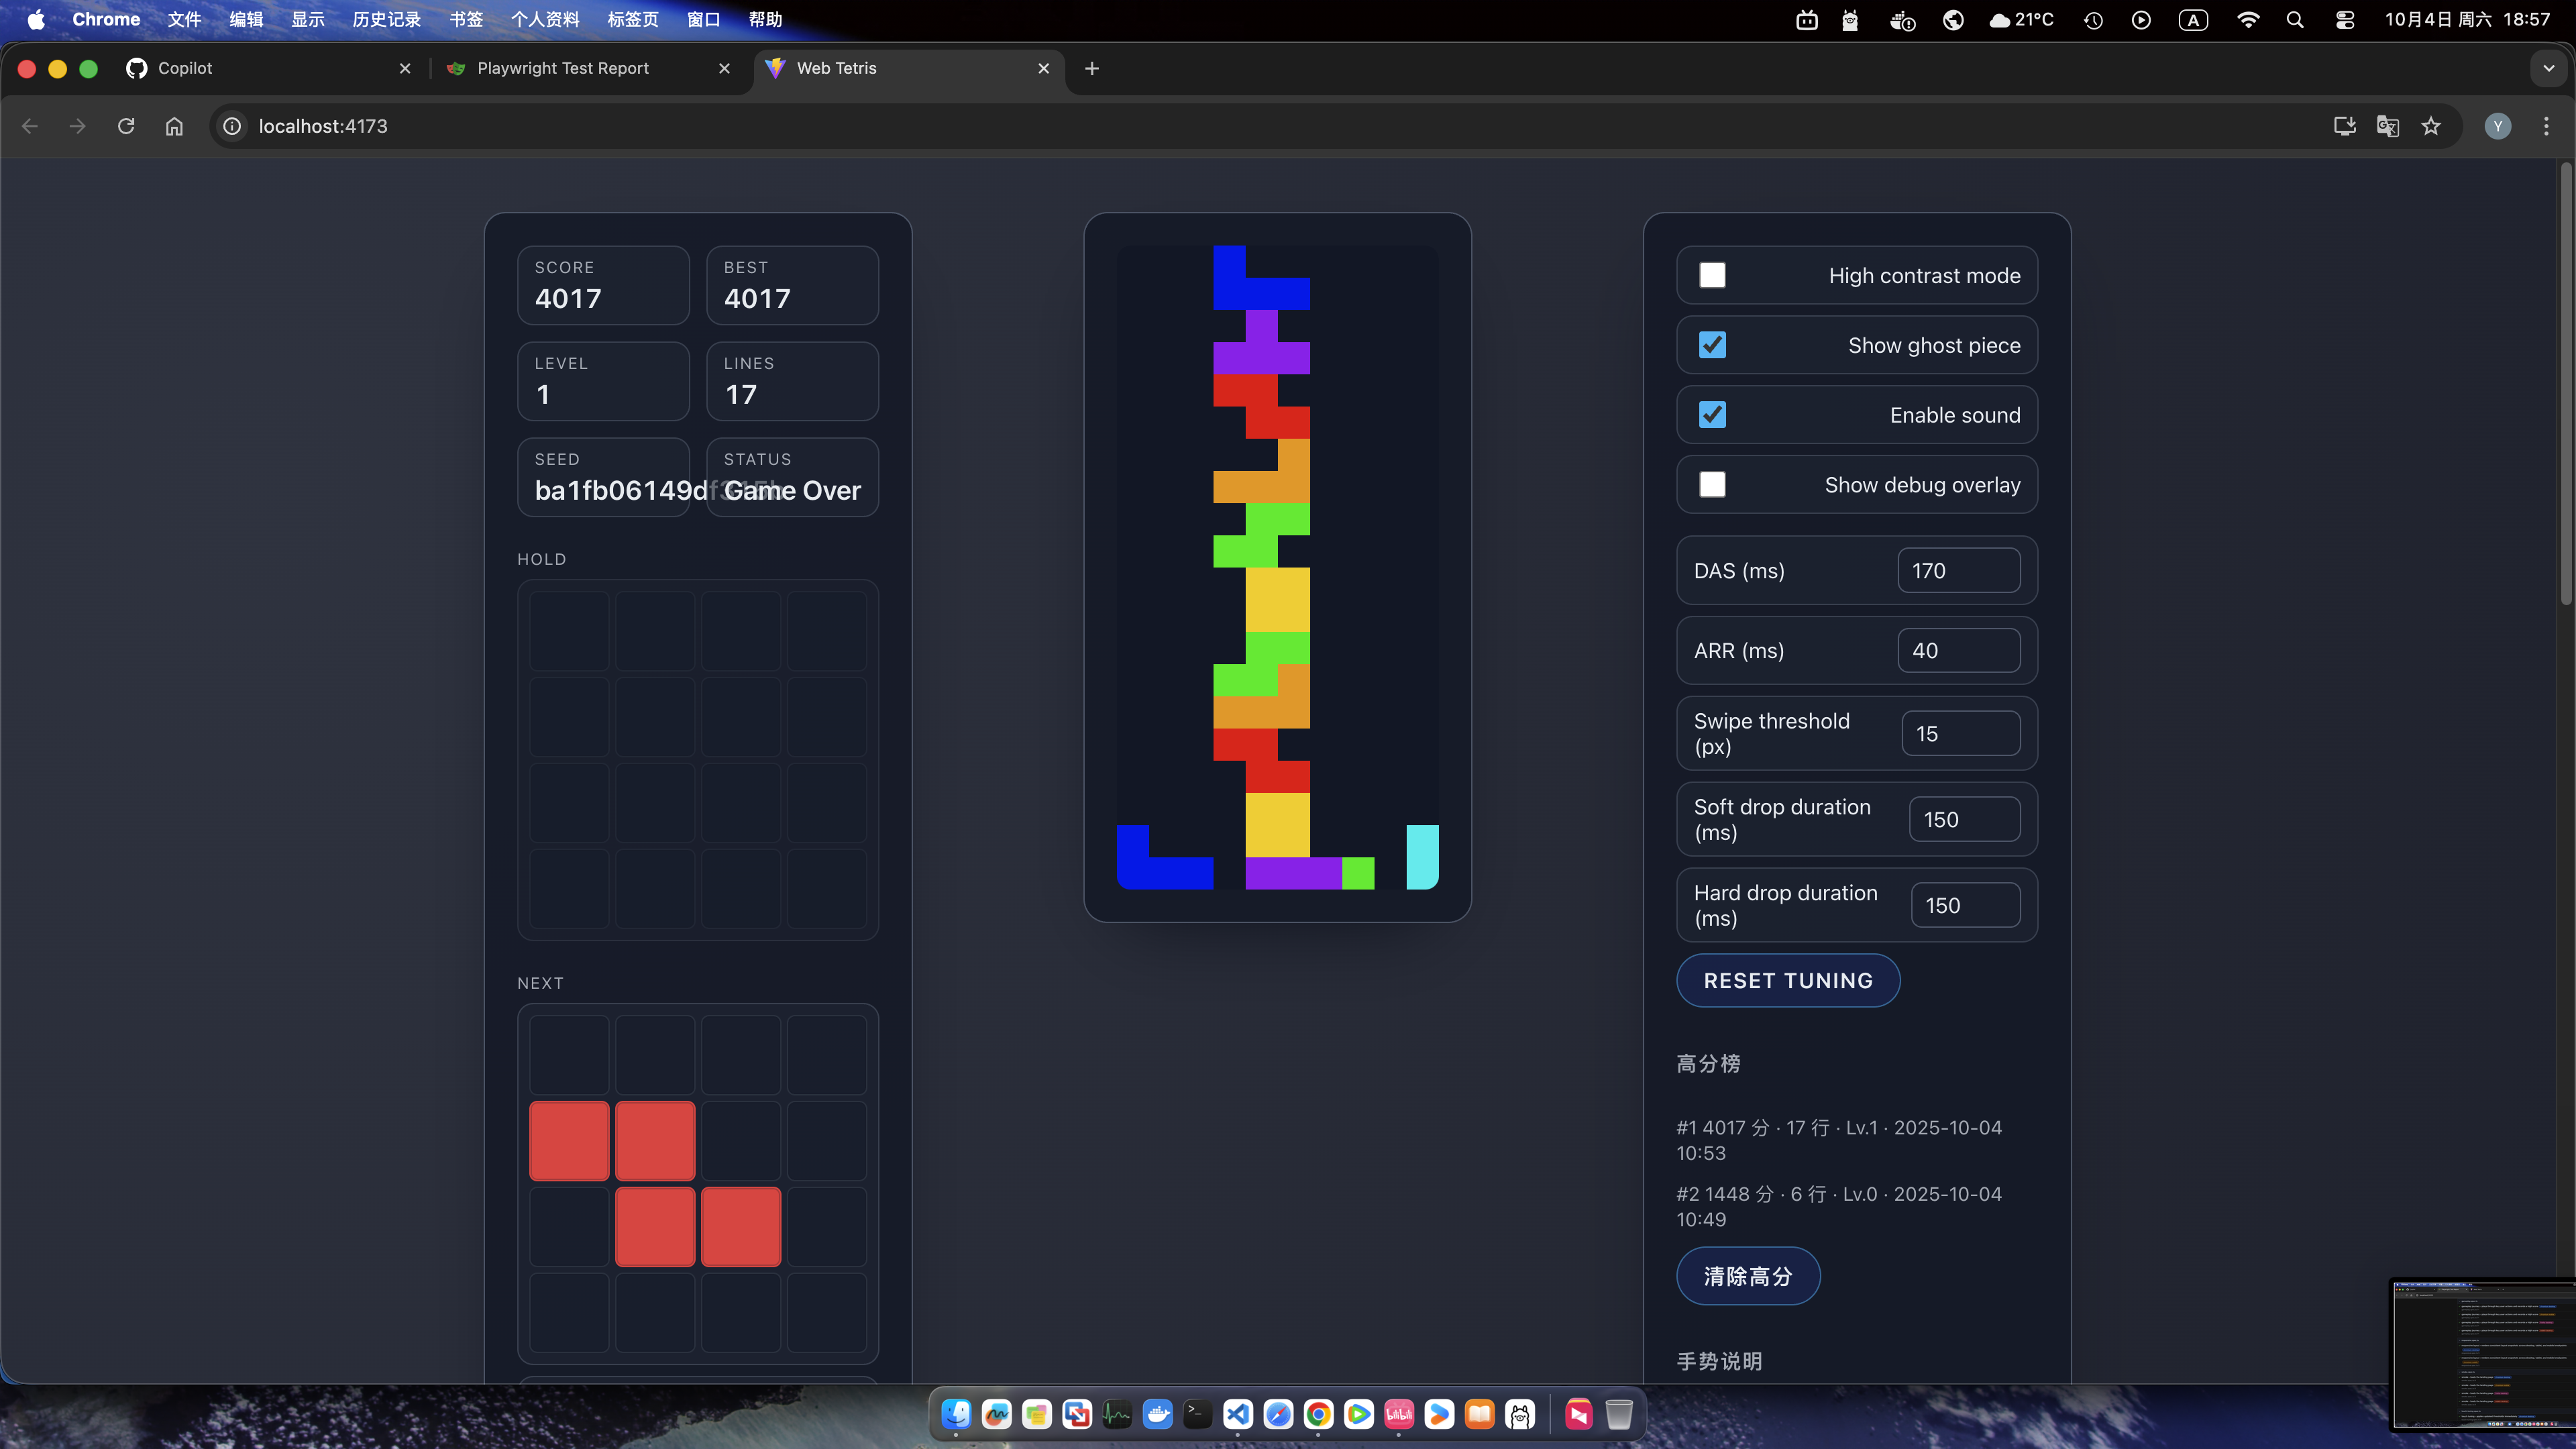 Chrome 文件 编辑 显示 历史记录 书签 个人资料 标签页 窗口 帮助 21°C A 10月4日 周六 18:57
Copilot Playwright Test Report Web Tetris
localhost:4173 Y
SCORE
4017
BEST
4017
LEVEL
1
LINES
17
SEED
ba1fb06149df315b
STATUS
Game Over
HOLD
NEXT
High contrast mode
Show ghost piece
Enable sound
Show debug overlay
DAS (ms) 170
ARR (ms) 40
Swipe threshold
(px)
15
Soft drop duration
(ms)
150
Hard drop duration
(ms)
150
RESET TUNING
高分榜
#1 4017 分 · 17 行 · Lv.1 · 2025-10-04
10:53
#2 1448 分 · 6 行 · Lv.0 · 2025-10-04
10:49
清除高分
手势说明
bilibili